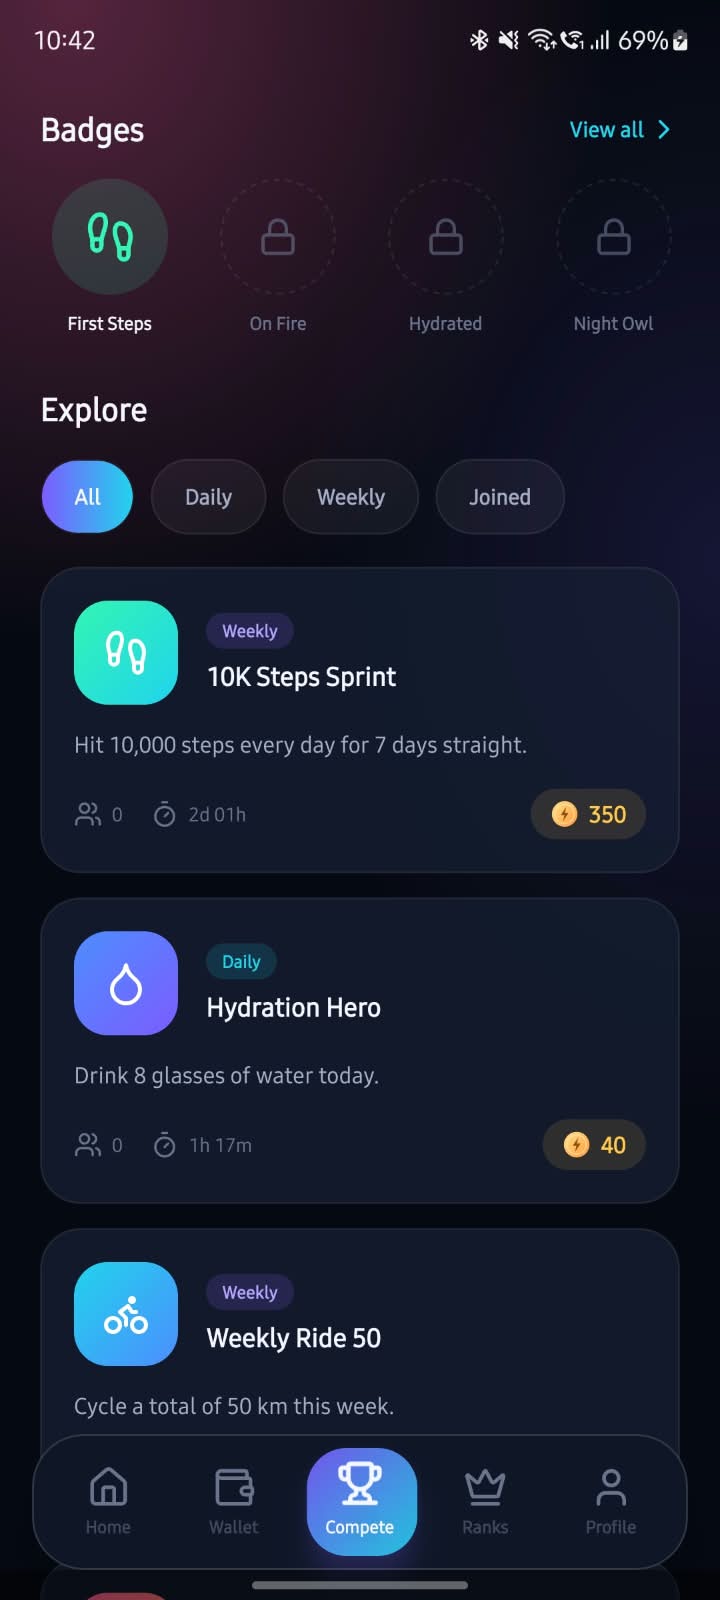 10:42
69%
Badges
View all
First Steps
On Fire
Hydrated
Night Owl
Explore
All
Daily
Weekly
Joined
Weekly
10K Steps Sprint
Hit 10,000 steps every day for 7 days straight.
0
2d 01h
350
Daily
Hydration Hero
Drink 8 glasses of water today.
0
1h 17m
40
Weekly
Weekly Ride 50
Cycle a total of 50 km this week.
Home
Wallet
Compete
Ranks
Profile